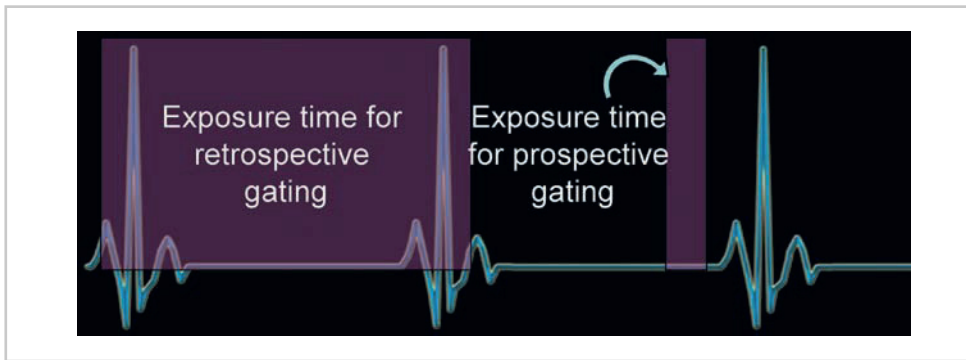 Exposure time for
retrospective
gating
Exposure time
for prospective
gating